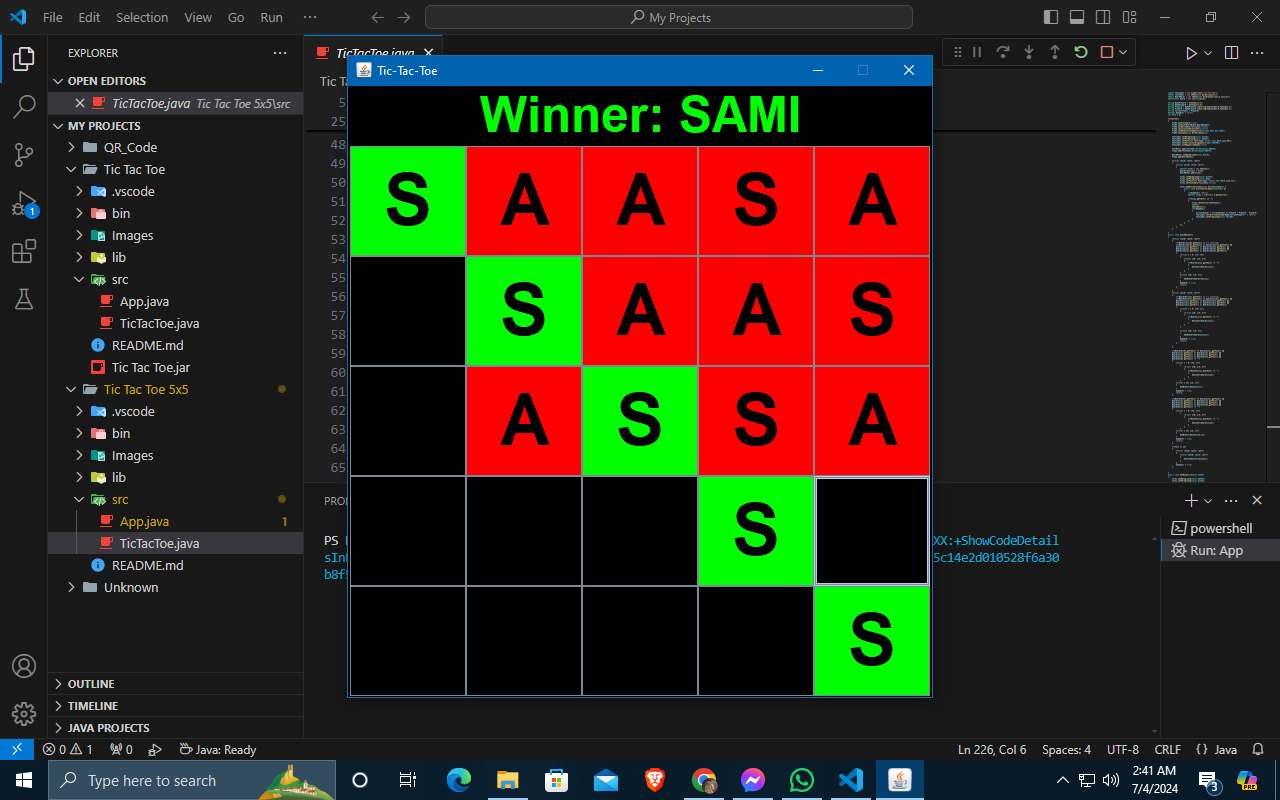 File Edit Selection View Go Run ··· My Projects
EXPLORER
OPEN EDITORS
TicTacToe.java Tic Tac Toe 5x5\src
MY PROJECTS
QR_Code
Tic Tac Toe
.vscode
bin
Images
lib
src
App.java
TicTacToe.java
README.md
Tic Tac Toe.jar
Tic Tac Toe 5x5
.vscode
bin
Images
lib
src
App.java 1
TicTacToe.java
README.md
Unknown
OUTLINE
TIMELINE
JAVA PROJECTS
1
TicTacToe.java
Tic Ta
5
25
48
49
50
51
52
53
54
55
56
57
58
59
60
61
62
63
64
65
Tic-Tac-Toe
Winner: SAMI
S A A S A
S A A S
A S S A
S
S
PS
XX:+ShowCodeDetail
5c14e2d010528f6a30
powershell
Run: App
0 1 0 Java: Ready Ln 226, Col 6 Spaces: 4 UTF-8 CRLF { } Java
Type here to search
2:41 AM
7/4/2024
3
PRE